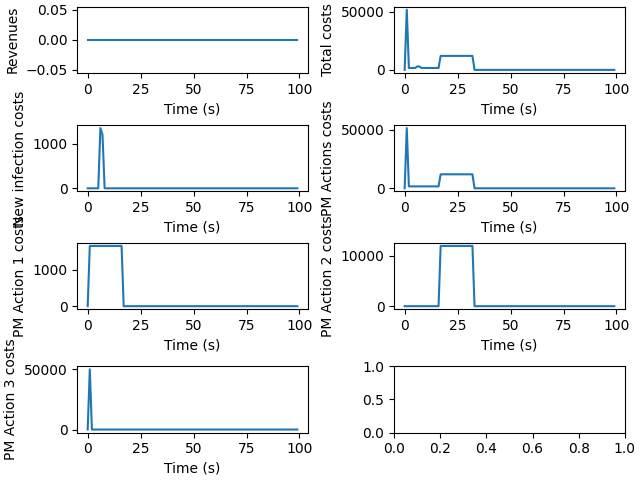 Revenues
0.05
0.00
−0.05
0 25 50 75 100
Time (s)
Total costs
50000
0
0 25 50 75 100
Time (s)
New infection costs
1000
0
0 25 50 75 100
Time (s)
PM Actions costs
50000
0
0 25 50 75 100
Time (s)
PM Action 1 costs
1000
0
0 25 50 75 100
Time (s)
PM Action 2 costs
10000
0
0 25 50 75 100
Time (s)
PM Action 3 costs
50000
0
0 25 50 75 100
Time (s)
1.0
0.5
0.0
0.0 0.2 0.4 0.6 0.8 1.0